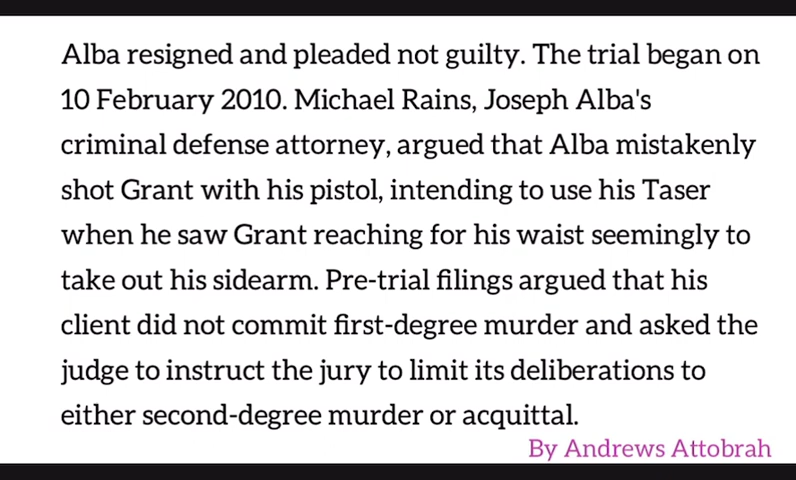 Alba resigned and pleaded not guilty. The trial began on
10 February 2010. Michael Rains, Joseph Alba's
criminal defense attorney, argued that Alba mistakenly
shot Grant with his pistol, intending to use his Taser
when he saw Grant reaching for his waist seemingly to
take out his sidearm. Pre-trial filings argued that his
client did not commit first-degree murder and asked the
judge to instruct the jury to limit its deliberations to
either second-degree murder or acquittal.
By Andrews Attobrah